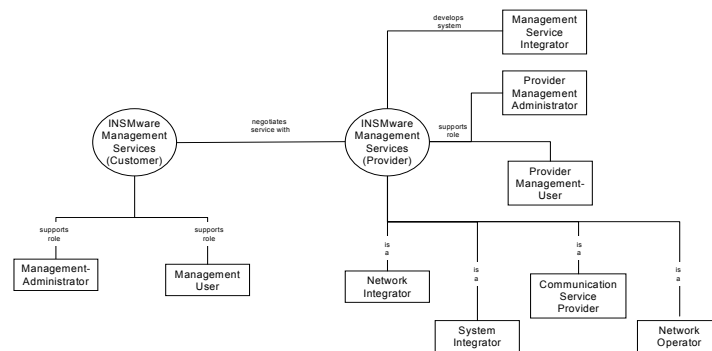 develops
system
Management
Service
Integrator
Provider
Management
Administrator
INSMware
Management
Services
(Customer)
negotiates
service with
INSMware
Management
Services
(Provider)
supports
role
Provider
Management-
User
supports
role
supports
role
Management-
Administrator
Management
User
is
a
is
a
is
a
is
a
Network
Integrator
Communication
Service
Provider
System
Integrator
Network
Operator